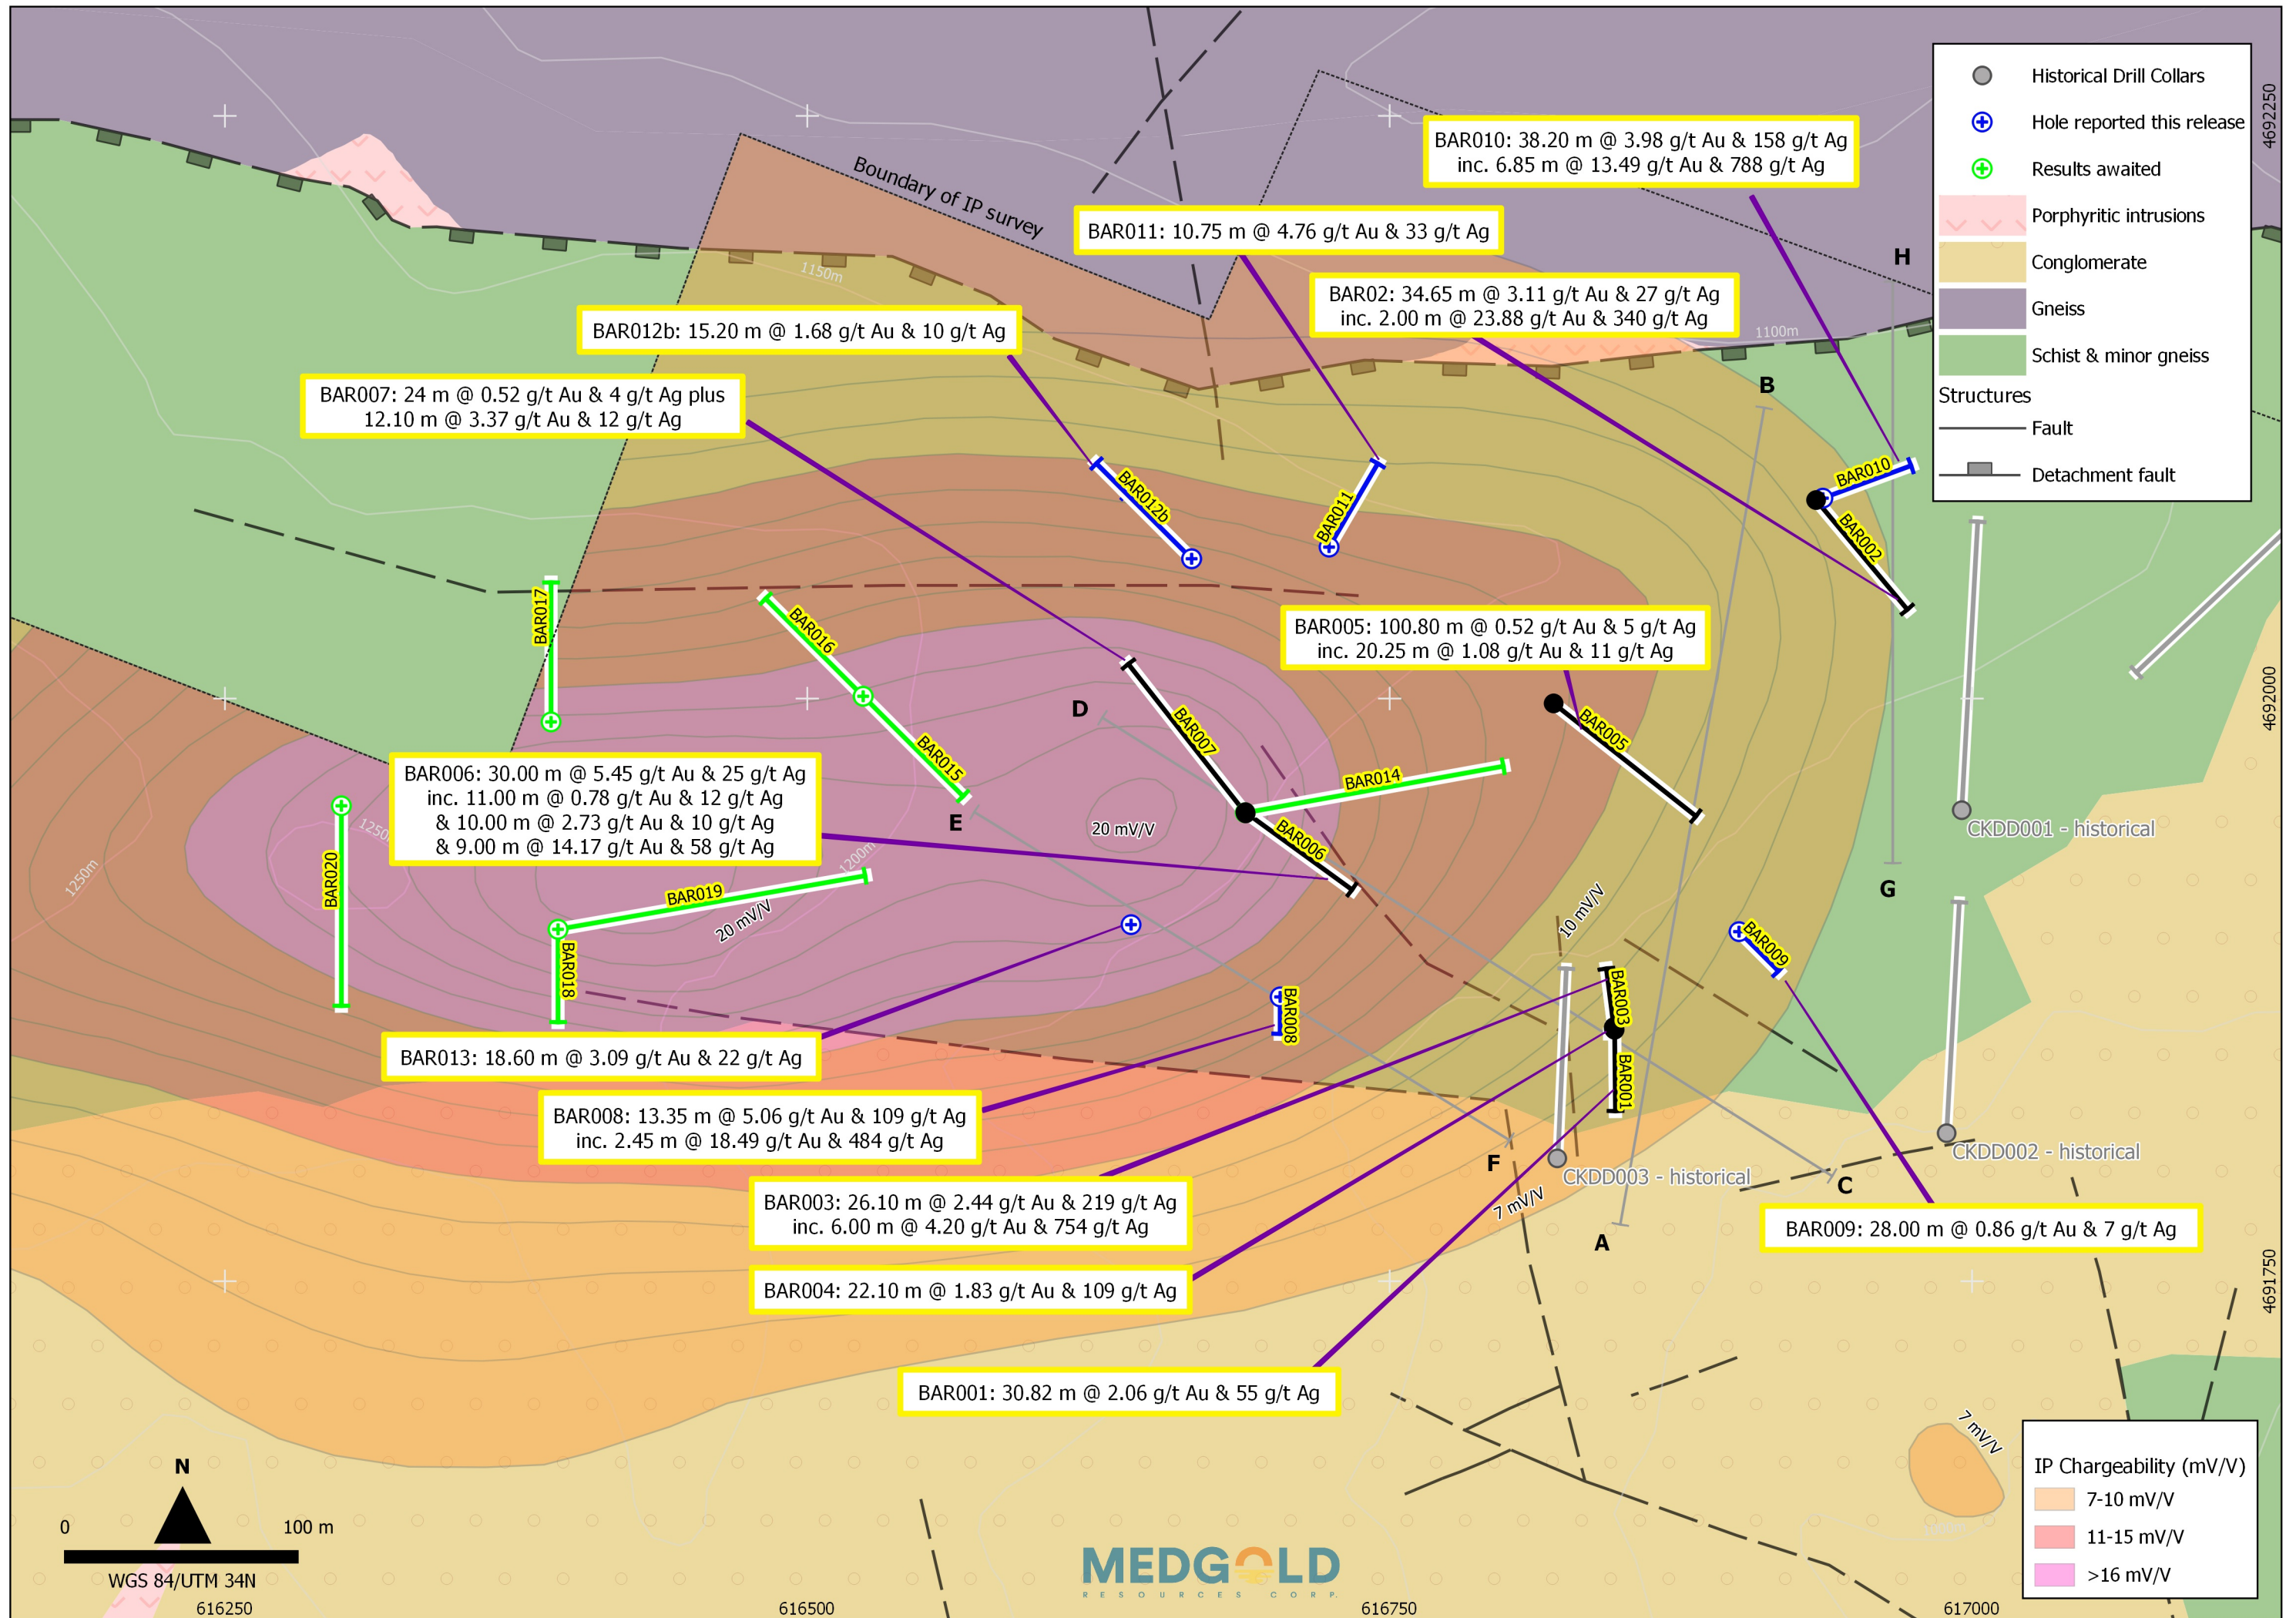 Historical Drill Collars
Hole reported this release
Results awaited
Porphyritic intrusions
Conglomerate
Gneiss
Schist & minor gneiss
Structures
Fault
Detachment fault
4692250
4692000
4691750
Boundary of IP survey
BAR010: 38.20 m @ 3.98 g/t Au & 158 g/t Ag
inc. 6.85 m @ 13.49 g/t Au & 788 g/t Ag
BAR011: 10.75 m @ 4.76 g/t Au & 33 g/t Ag
H
1150m
BAR02: 34.65 m @ 3.11 g/t Au & 27 g/t Ag
inc. 2.00 m @ 23.88 g/t Au & 340 g/t Ag
1100m
BAR012b: 15.20 m @ 1.68 g/t Au & 10 g/t Ag
BAR007: 24 m @ 0.52 g/t Au & 4 g/t Ag plus
12.10 m @ 3.37 g/t Au & 12 g/t Ag
B
BAR012b
BAR011
BAR010
BAR002
BAR017
BAR016
BAR005: 100.80 m @ 0.52 g/t Au & 5 g/t Ag
inc. 20.25 m @ 1.08 g/t Au & 11 g/t Ag
D
BAR007
BAR005
BAR015
BAR014
BAR006: 30.00 m @ 5.45 g/t Au & 25 g/t Ag
inc. 11.00 m @ 0.78 g/t Au & 12 g/t Ag
& 10.00 m @ 2.73 g/t Au & 10 g/t Ag
& 9.00 m @ 14.17 g/t Au & 58 g/t Ag
E
20 mV/V
BAR006
CKDD001 - historical
1250m
1250m
1200m
BAR020
BAR019
20 mV/V
G
10 mV/V
BAR009
BAR018
BAR003
BAR008
BAR001
BAR013: 18.60 m @ 3.09 g/t Au & 22 g/t Ag
BAR008: 13.35 m @ 5.06 g/t Au & 109 g/t Ag
inc. 2.45 m @ 18.49 g/t Au & 484 g/t Ag
F
CKDD003 - historical
CKDD002 - historical
C
7 mV/V
BAR003: 26.10 m @ 2.44 g/t Au & 219 g/t Ag
inc. 6.00 m @ 4.20 g/t Au & 754 g/t Ag
A
BAR009: 28.00 m @ 0.86 g/t Au & 7 g/t Ag
BAR004: 22.10 m @ 1.83 g/t Au & 109 g/t Ag
BAR001: 30.82 m @ 2.06 g/t Au & 55 g/t Ag
7 mV/V
IP Chargeability (mV/V)
7-10 mV/V
11-15 mV/V
>16 mV/V
N
0 100 m
WGS 84/UTM 34N
MEDGOLD
RESOURCES CORP.
616250
616500
616750
617000